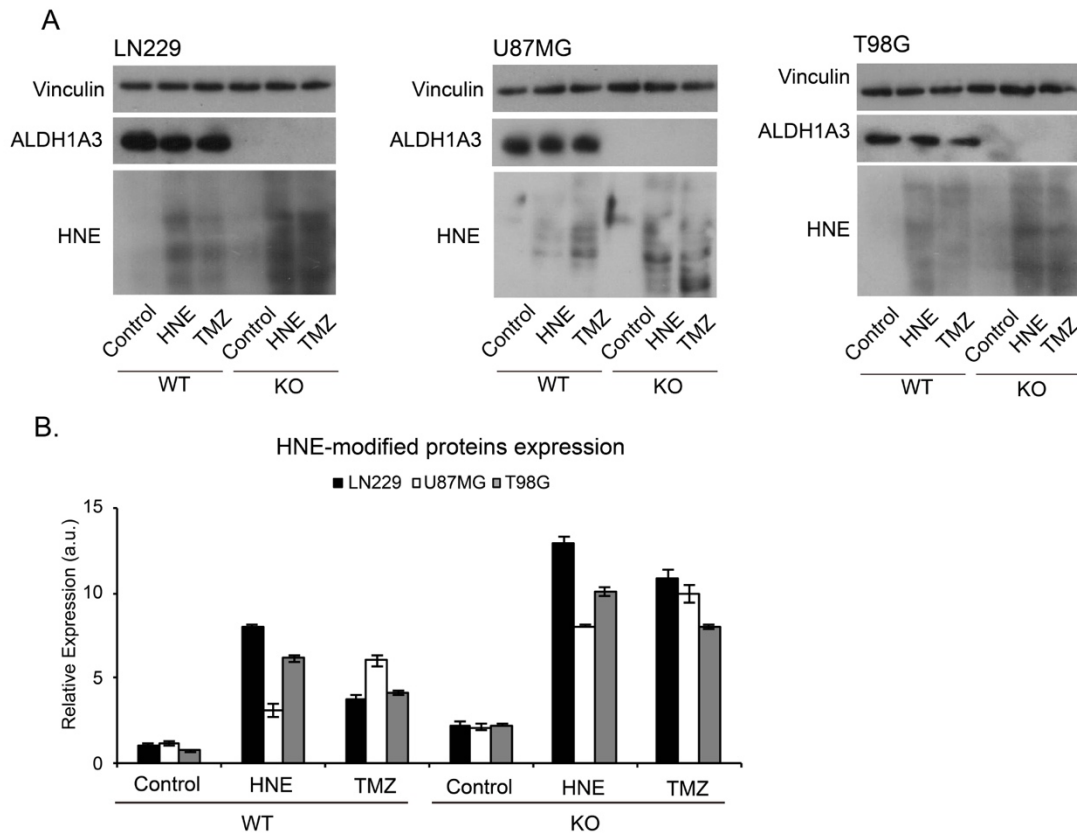 A
LN229
Vinculin
ALDH1A3
HNE
Control HNE TMZ Control HNE TMZ
WT KO
U87MG
Vinculin
ALDH1A3
HNE
Control HNE TMZ Control HNE TMZ
WT KO
T98G
Vinculin
ALDH1A3
HNE
Control HNE TMZ Control HNE TMZ
WT KO
B.
HNE-modified proteins expression
LN229 U87MG T98G
Relative Expression (a.u.)
15
10
5
0
Control HNE TMZ Control HNE TMZ
WT KO